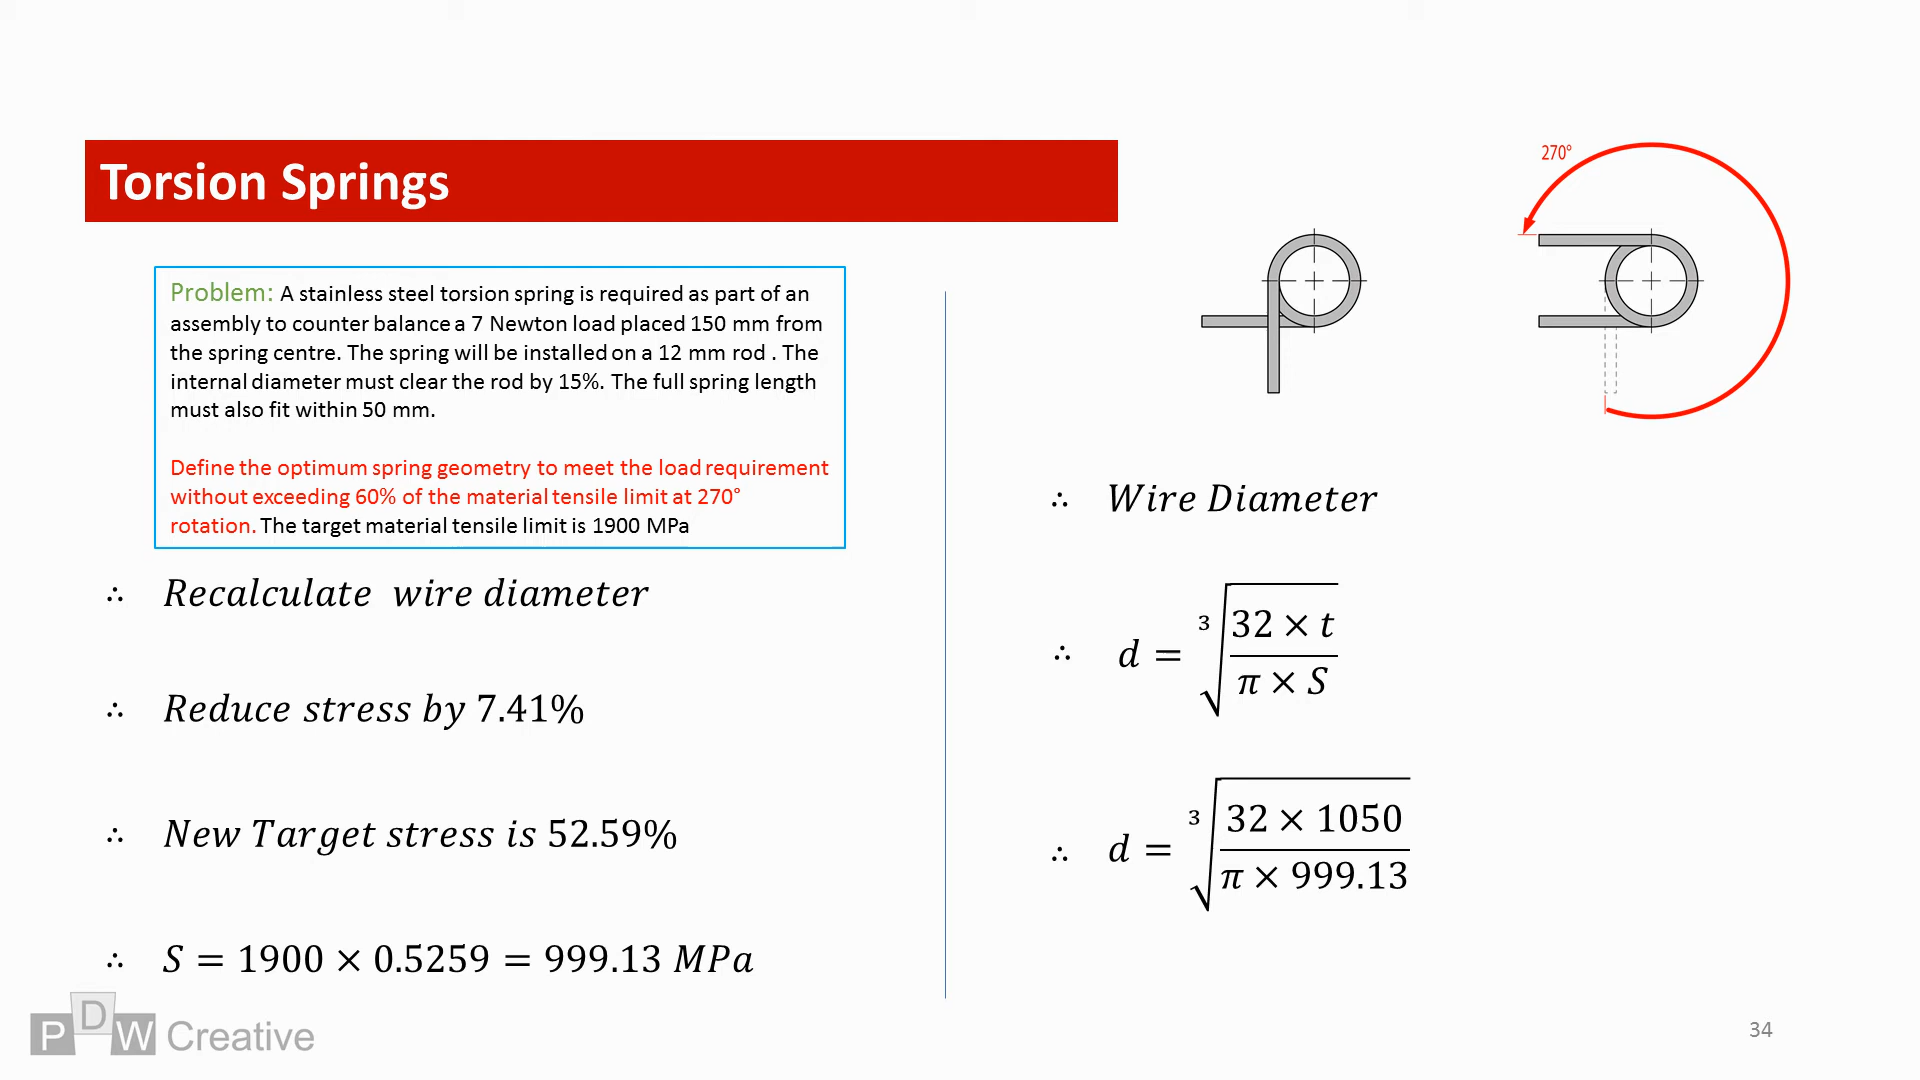 Torsion Springs
270°
Problem: A stainless steel torsion spring is required as part of an
assembly to counter balance a 7 Newton load placed 150 mm from
the spring centre. The spring will be installed on a 12 mm rod . The
internal diameter must clear the rod by 15%. The full spring length
must also fit within 50 mm.
Define the optimum spring geometry to meet the load requirement
without exceeding 60% of the material tensile limit at 270°
rotation. The target material tensile limit is 1900 MPa
∴ Recalculate wire diameter
∴ Reduce stress by 7.41%
∴ New Target stress is 52.59%
∴ S = 1900 × 0.5259 = 999.13 MPa
∴ Wire Diameter
∴ d = ∛((32 × t)/(π × S))
∴ d = ∛((32 × 1050)/(π × 999.13))
PDW Creative
34